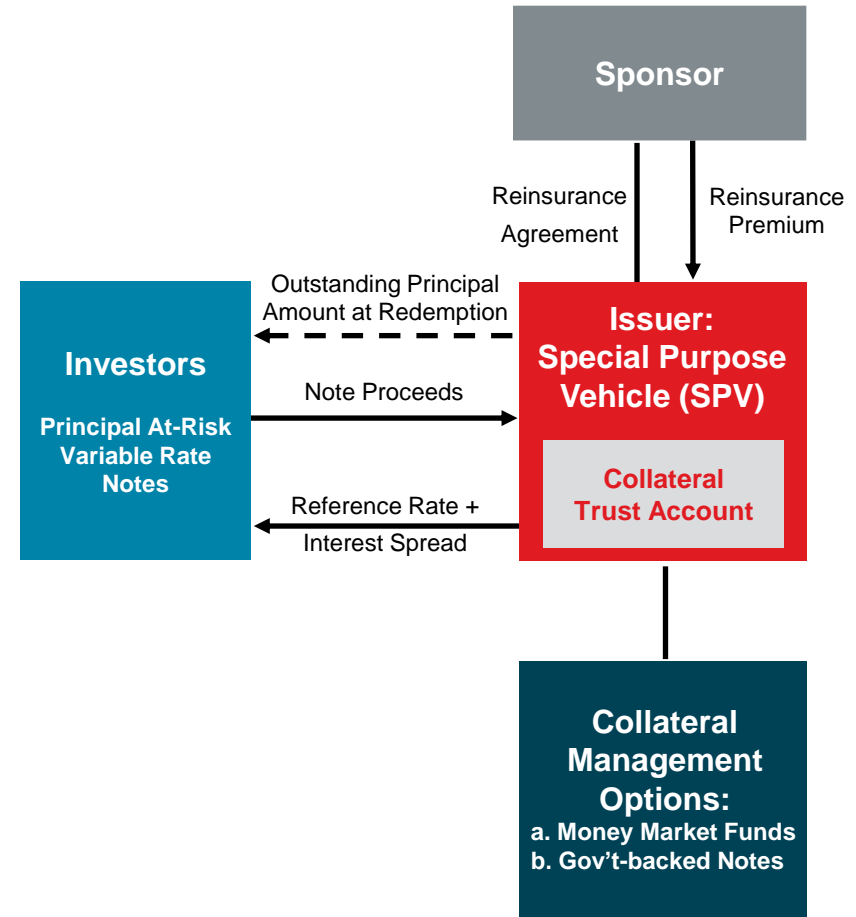 Sponsor
Reinsurance
Agreement
Reinsurance
Premium
Outstanding Principal
Amount at Redemption
Investors
Principal At-Risk
Variable Rate
Notes
Note Proceeds
Reference Rate +
Interest Spread
Issuer:
Special Purpose
Vehicle (SPV)
Collateral
Trust Account
Collateral
Management
Options:
a. Money Market Funds
b. Gov’t-backed Notes